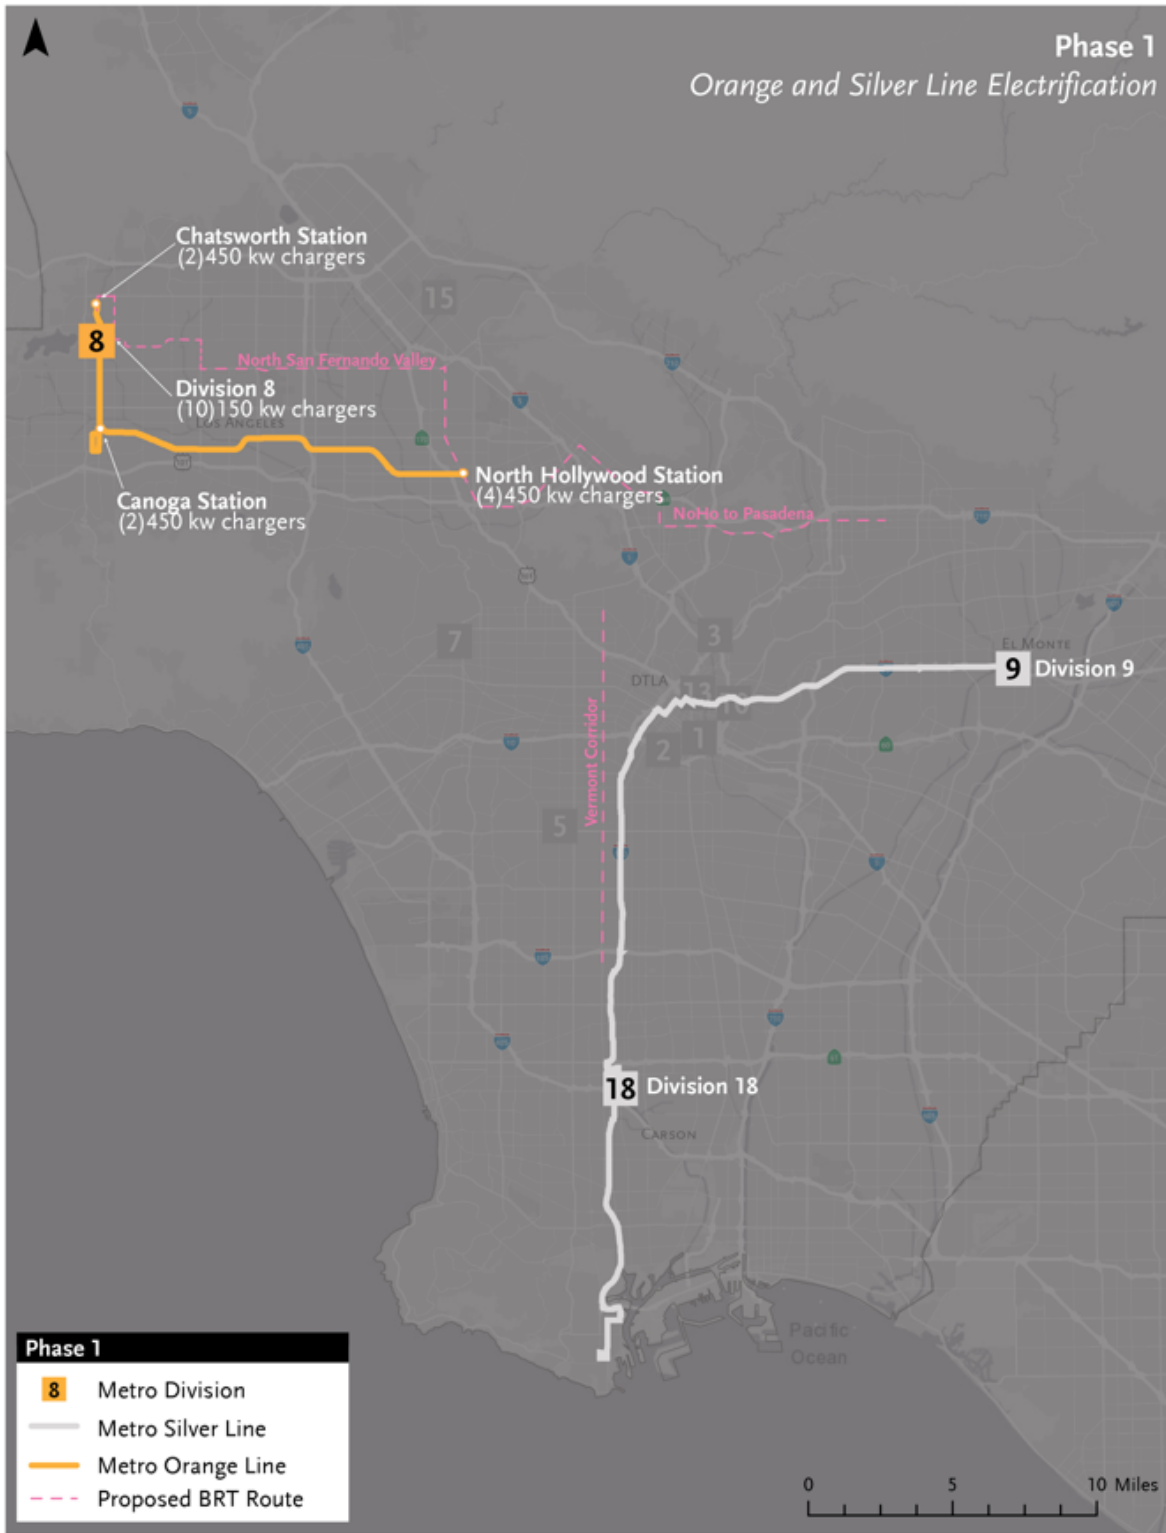 Phase 1
Orange and Silver Line Electrification
Chatsworth Station
(2)450 kw chargers
15
8
North San Fernando Valley
Division 8
(10)150 kw chargers
LOS ANGELES
North Hollywood Station
(4)450 kw chargers
Canoga Station
(2)450 kw chargers
NoHo to Pasadena
7
3
EL MONTE
9 Division 9
DTLA
13
10
Vermont Corridor
2
1
5
18 Division 18
CARSON
Pacific
Ocean
Phase 1
8 Metro Division
Metro Silver Line
Metro Orange Line
Proposed BRT Route
0 5 10 Miles